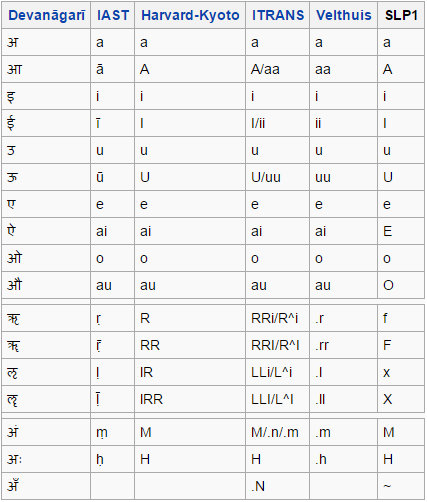 Devanāgarī IAST Harvard-Kyoto ITRANS Velthuis SLP1
अ a a a a a
आ ā A A/aa aa A
इ i i i i i
ई ī I I/ii ii I
उ u u u u u
ऊ ū U U/uu uu U
ए e e e e e
ऐ ai ai ai ai E
ओ o o o o o
औ au au au au O
ऋ ṛ R RRi/R^i .r f
ॠ ṝ RR RRI/R^I .rr F
ऌ ḷ lR LLi/L^i .l x
ॡ ḹ lRR LLI/L^I .ll X
अं ṃ M M/.n/.m .m M
अः ḥ H H .h H
अँ .N ~